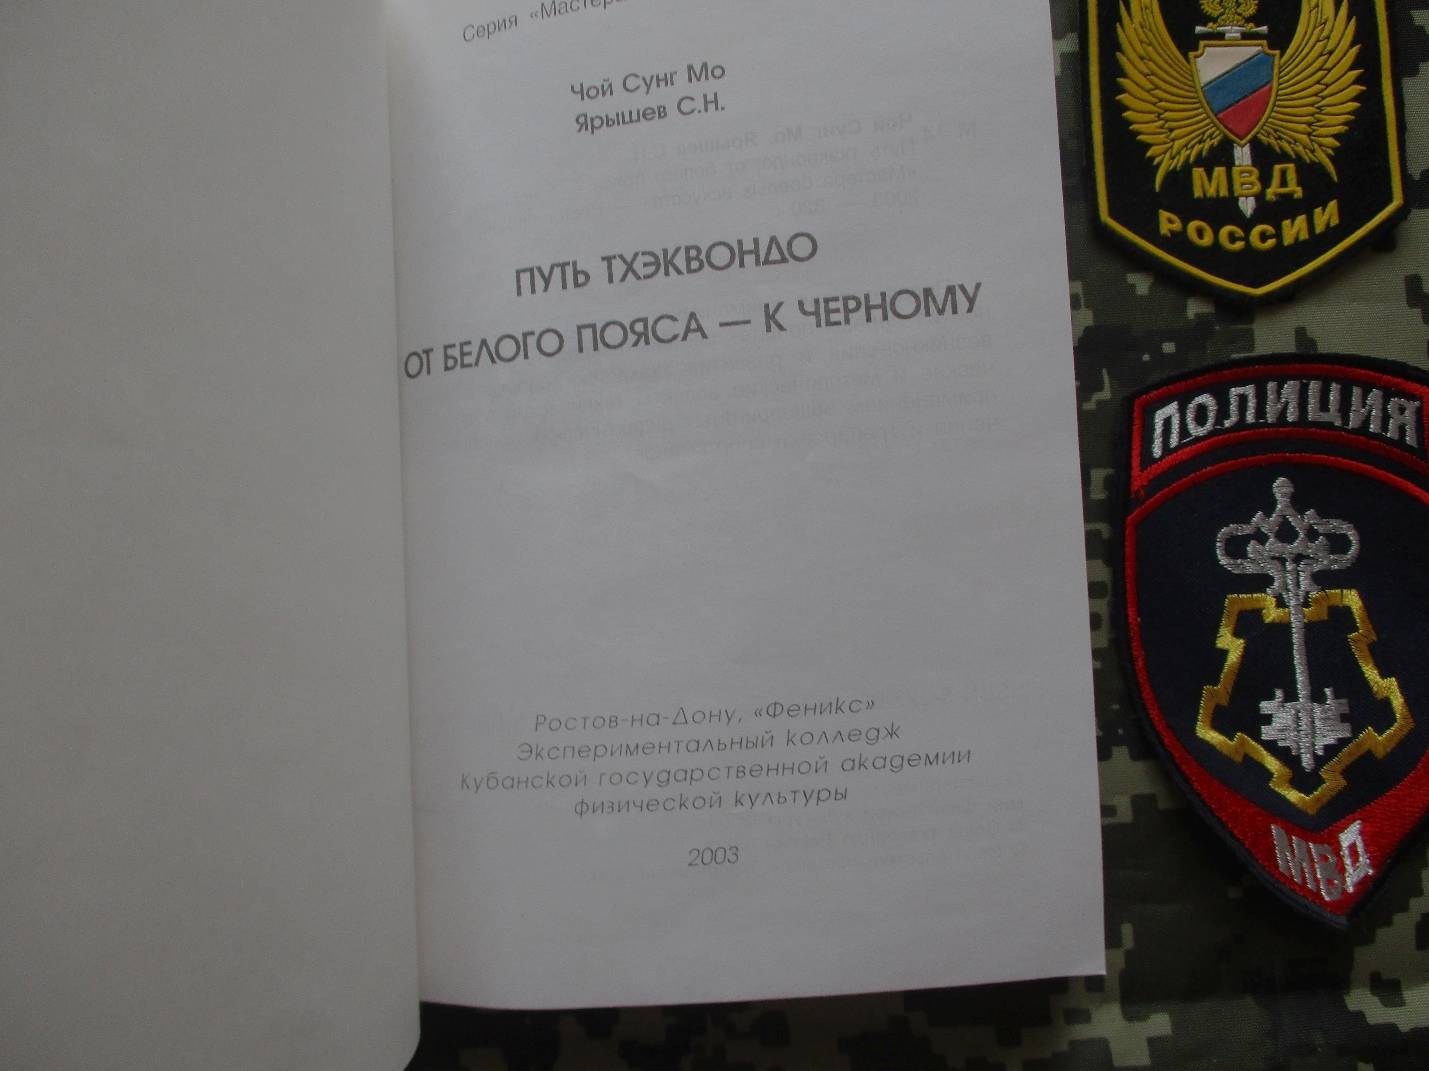 Серия «Мастера
Чой Сунг Мо
Ярышев С.Н.
ПУТЬ ТХЭКВОНДО
ОТ БЕЛОГО ПОЯСА — К ЧЕРНОМУ
Ростов-на-Дону, «Феникс»
Экспериментальный колледж
Кубанской государственной академии
физической культуры
2003
МВД
РОССИИ
ПОЛИЦИЯ
МВД